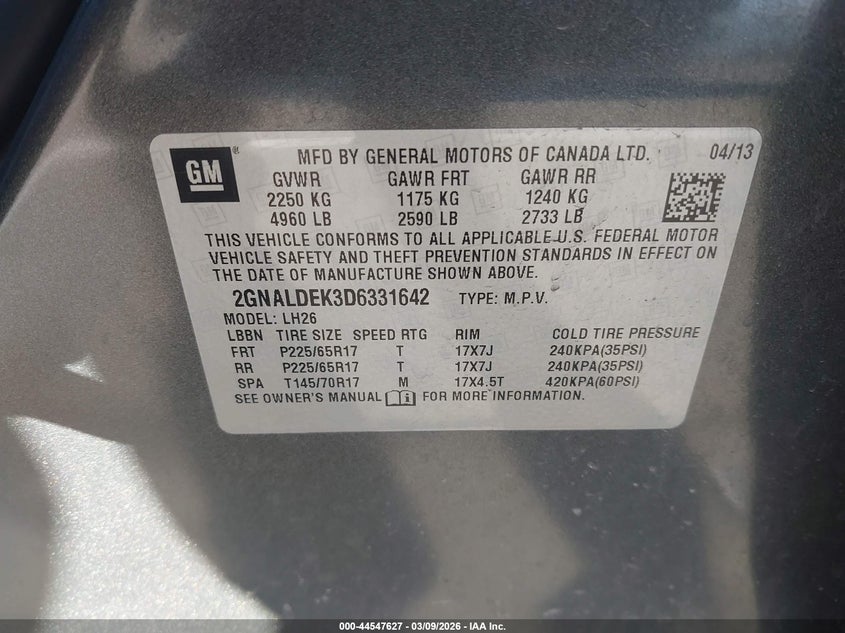 GM ® MFD BY GENERAL MOTORS OF CANADA LTD. 04/13
GVWR GAWR FRT GAWR RR
2250 KG 1175 KG 1240 KG
4960 LB 2590 LB 2733 LB
THIS VEHICLE CONFORMS TO ALL APPLICABLE U.S. FEDERAL MOTOR
VEHICLE SAFETY AND THEFT PREVENTION STANDARDS IN EFFECT ON
THE DATE OF MANUFACTURE SHOWN ABOVE.
2GNALDEK3D6331642 TYPE: M.P.V.
MODEL: LH26
LBBN TIRE SIZE SPEED RTG RIM COLD TIRE PRESSURE
FRT P225/65R17 T 17X7J 240KPA(35PSI)
RR P225/65R17 T 17X7J 240KPA(35PSI)
SPA T145/70R17 M 17X4.5T 420KPA(60PSI)
SEE OWNER'S MANUAL FOR MORE INFORMATION.
000-44547627 - 03/09/2026 - IAA Inc.